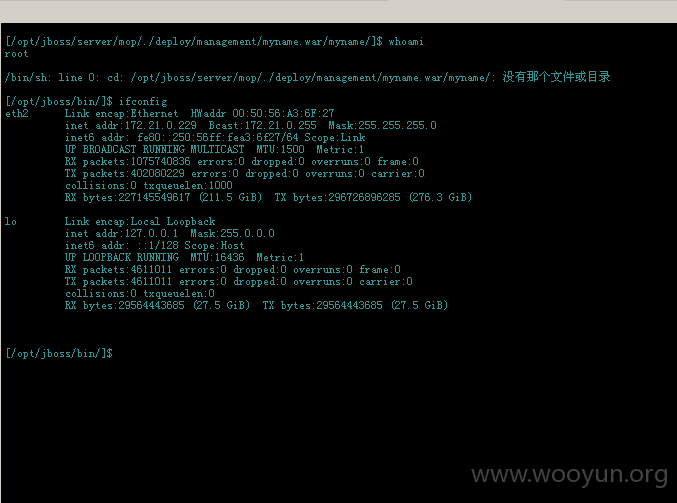 [/opt/jboss/server/mop/./deploy/management/myname.war/myname/]$ whoami
root
/bin/sh: line 0: cd: /opt/jboss/server/mop/./deploy/management/myname.war/myname/: 没有那个文件或目录
[/opt/jboss/bin/]$ ifconfig
eth2 Link encap:Ethernet HWaddr 00:50:56:A3:6F:27
inet addr:172.21.0.229 Bcast:172.21.0.255 Mask:255.255.255.0
inet6 addr: fe80::250:56ff:fea3:6f27/64 Scope:Link
UP BROADCAST RUNNING MULTICAST MTU:1500 Metric:1
RX packets:1075740836 errors:0 dropped:0 overruns:0 frame:0
TX packets:402080229 errors:0 dropped:0 overruns:0 carrier:0
collisions:0 txqueuelen:1000
RX bytes:227145549617 (211.5 GiB) TX bytes:296726896285 (276.3 GiB)
lo Link encap:Local Loopback
inet addr:127.0.0.1 Mask:255.0.0.0
inet6 addr: ::1/128 Scope:Host
UP LOOPBACK RUNNING MTU:16436 Metric:1
RX packets:4611011 errors:0 dropped:0 overruns:0 frame:0
TX packets:4611011 errors:0 dropped:0 overruns:0 carrier:0
collisions:0 txqueuelen:0
RX bytes:29564443685 (27.5 GiB) TX bytes:29564443685 (27.5 GiB)
[/opt/jboss/bin/]$
www.wooyun.org